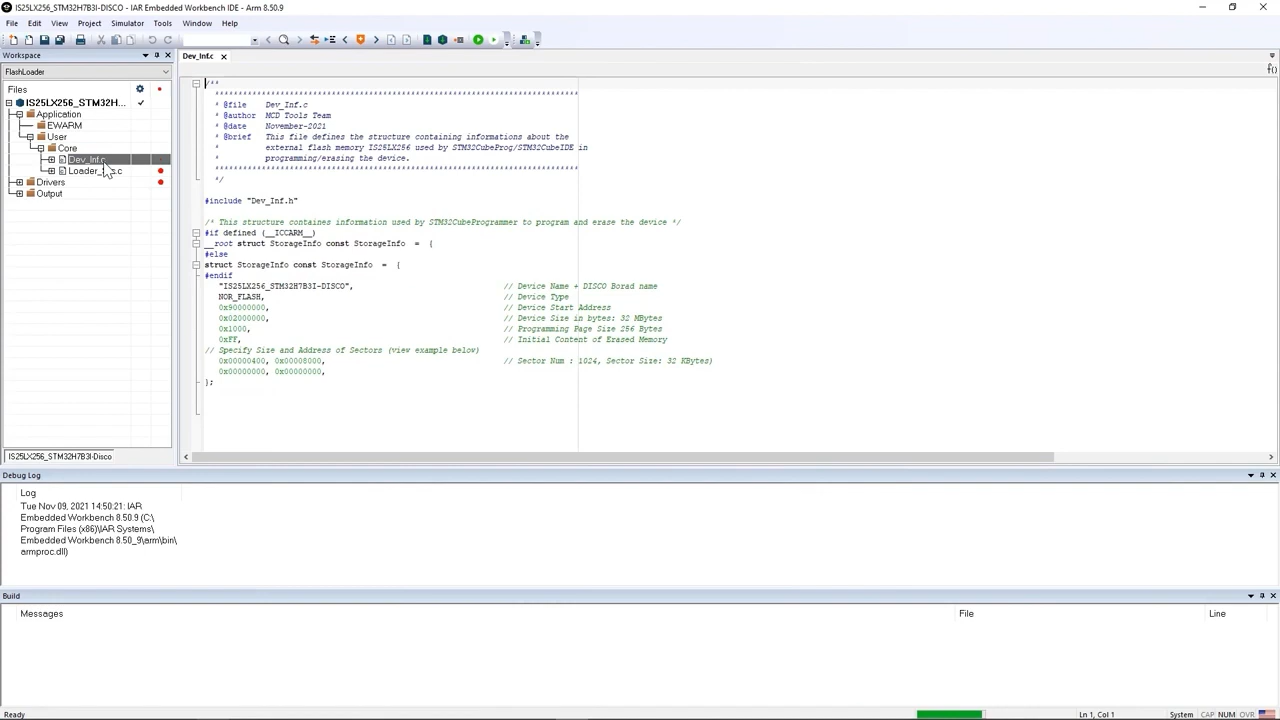 IS25LX256_STM32H7B3I-DISCO - IAR Embedded Workbench IDE - Arm 8.50.9
File Edit View Project Simulator Tools Window Help
Workspace
FlashLoader
Files
IS25LX256_STM32H...
Application
EWARM
User
Core
Dev_Inf.c
Drivers
Output
IS25LX256_STM32H7B3I-Disco
Dev_Inf.c
f()
/**
******************************************************************************
* @file    Dev_Inf.c
* @author  MCD Tools Team
* @date    November-2021
* @brief   This file defines the structure containing informations about the
*          external flash memory IS25LX256 used by STM32CubeProg/STM32CubeIDE in
*          programming/erasing the device.
******************************************************************************
*/
#include "Dev_Inf.h"
/* This structure containes information used by STM32CubeProgrammer to program and erase the device */
#if defined (__ICCARM__)
__root struct StorageInfo const StorageInfo  =  {
#else
struct StorageInfo const StorageInfo  =  {
#endif
"IS25LX256_STM32H7B3I-DISCO", // Device Name + DISCO Borad name
NOR_FLASH, // Device Type
0x90000000, // Device Start Address
0x02000000, // Device Size in bytes: 32 MBytes
0x1000, // Programming Page Size 256 Bytes
0xFF, // Initial Content of Erased Memory
// Specify Size and Address of Sectors (view example below)
0x00000400, 0x00008000, // Sector Num : 1024, Sector Size: 32 KBytes)
0x00000000, 0x00000000,
};
Debug Log
Log
Tue Nov 09, 2021 14:50:21: IAR
Embedded Workbench 8.50.9 (C:\
Program Files (x86)\IAR Systems\
Embedded Workbench 8.50_9\arm\bin\
armproc.dll)
Build
Messages File Line
Ready Ln 1, Col 1 System CAP NUM OVR